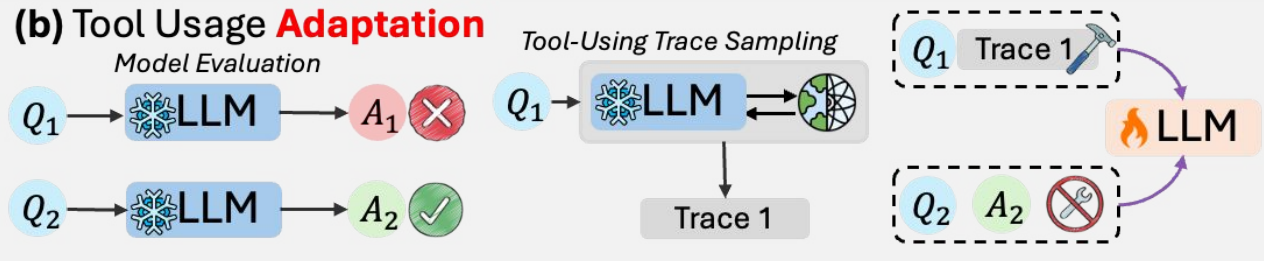 (b) Tool Usage Adaptation
Model Evaluation
Q₁ LLM A₁
Q₂ LLM A₂
Tool-Using Trace Sampling
Q₁ LLM
Trace 1
Q₁ Trace 1
LLM
Q₂ A₂